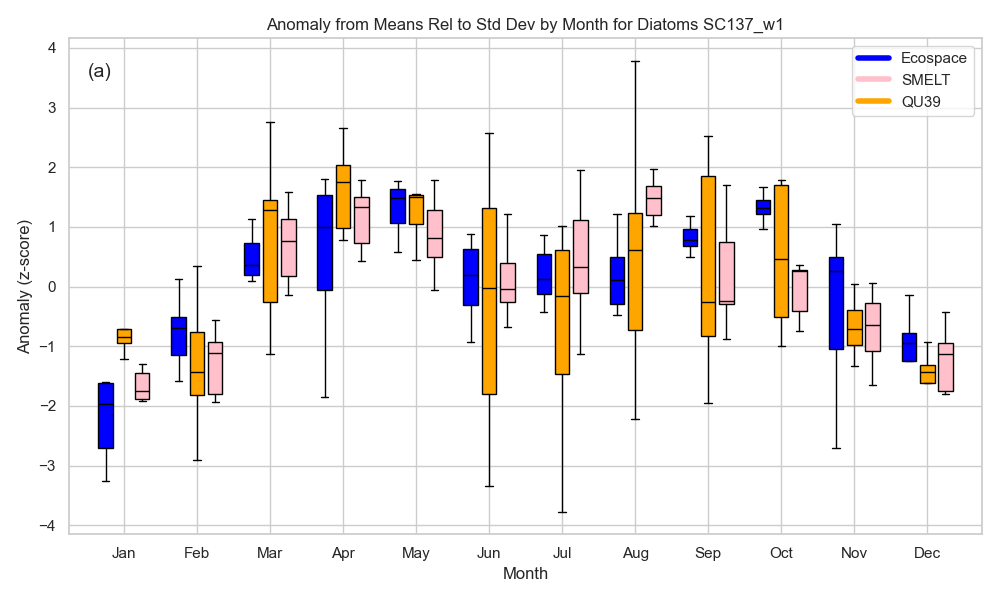 Anomaly from Means Rel to Std Dev by Month for Diatoms SC137_w1
(a)
Ecospace
SMELT
QU39
Anomaly (z-score)
4
3
2
1
0
−1
−2
−3
−4
Jan Feb Mar Apr May Jun Jul Aug Sep Oct Nov Dec
Month